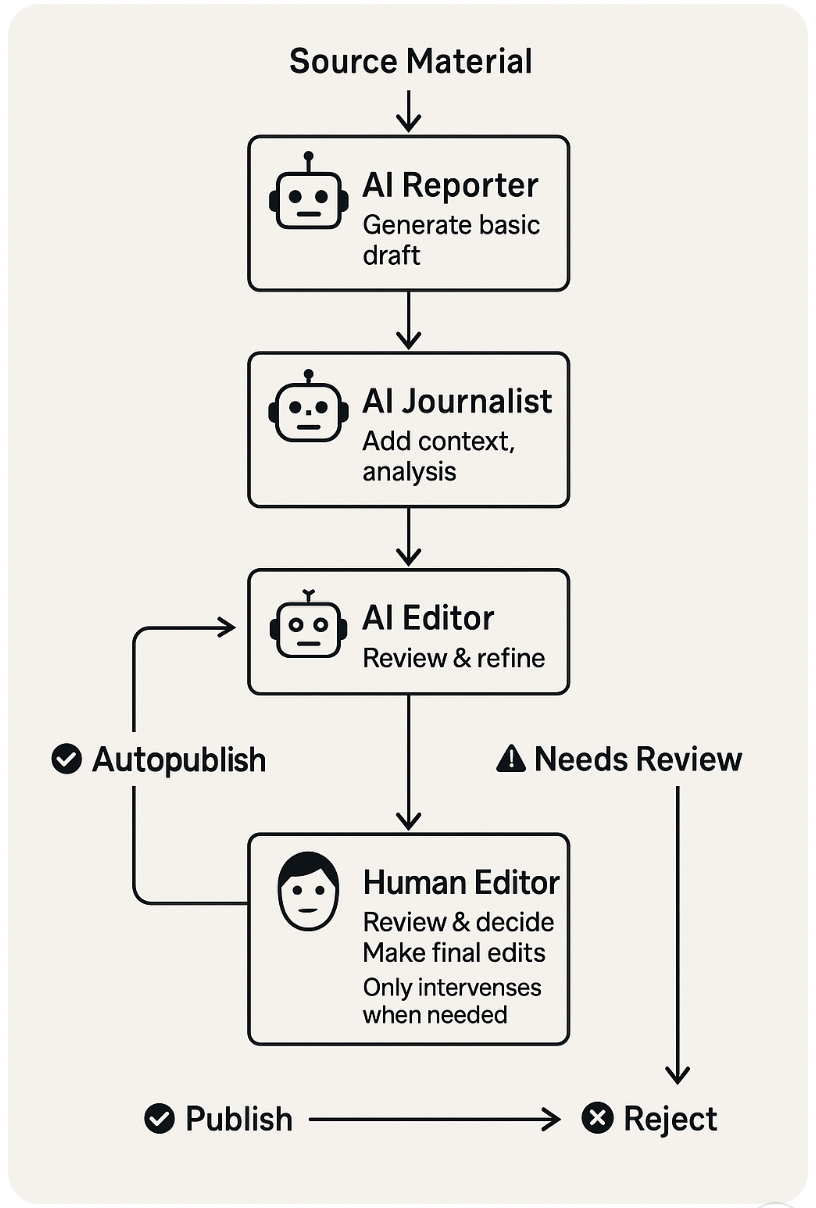 Source Material
AI Reporter
Generate basic
draft
AI Journalist
Add context,
analysis
AI Editor
Review & refine
Autopublish
Needs Review
Human Editor
Review & decide
Make final edits
Only intervenses
when needed
Publish
Reject